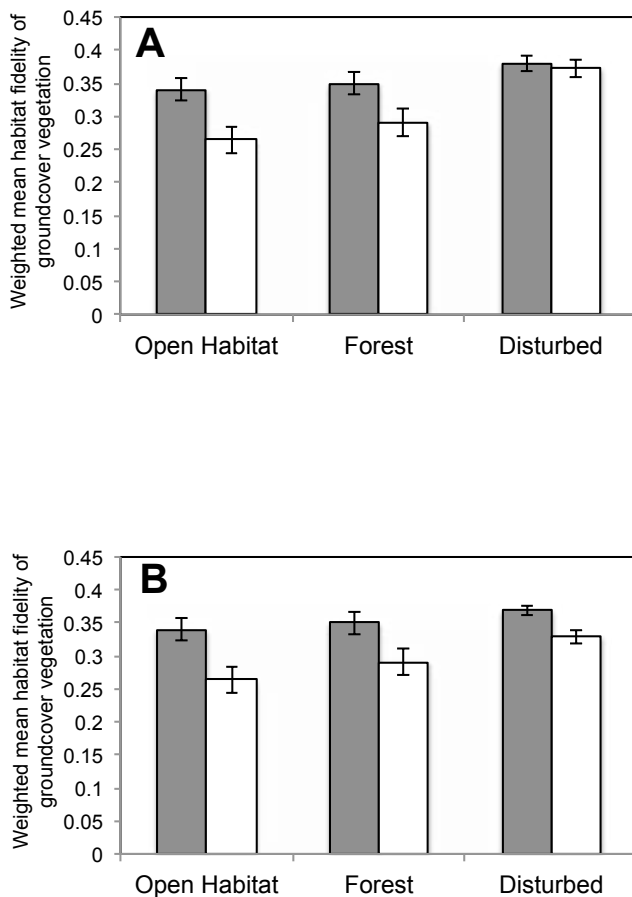 Weighted mean habitat fidelity of
groundcover vegetation
A
0.45
0.4
0.35
0.3
0.25
0.2
0.15
0.1
0.05
0
Open Habitat Forest Disturbed
Weighted mean habitat fidelity of
groundcover vegetation
B
0.45
0.4
0.35
0.3
0.25
0.2
0.15
0.1
0.05
0
Open Habitat Forest Disturbed